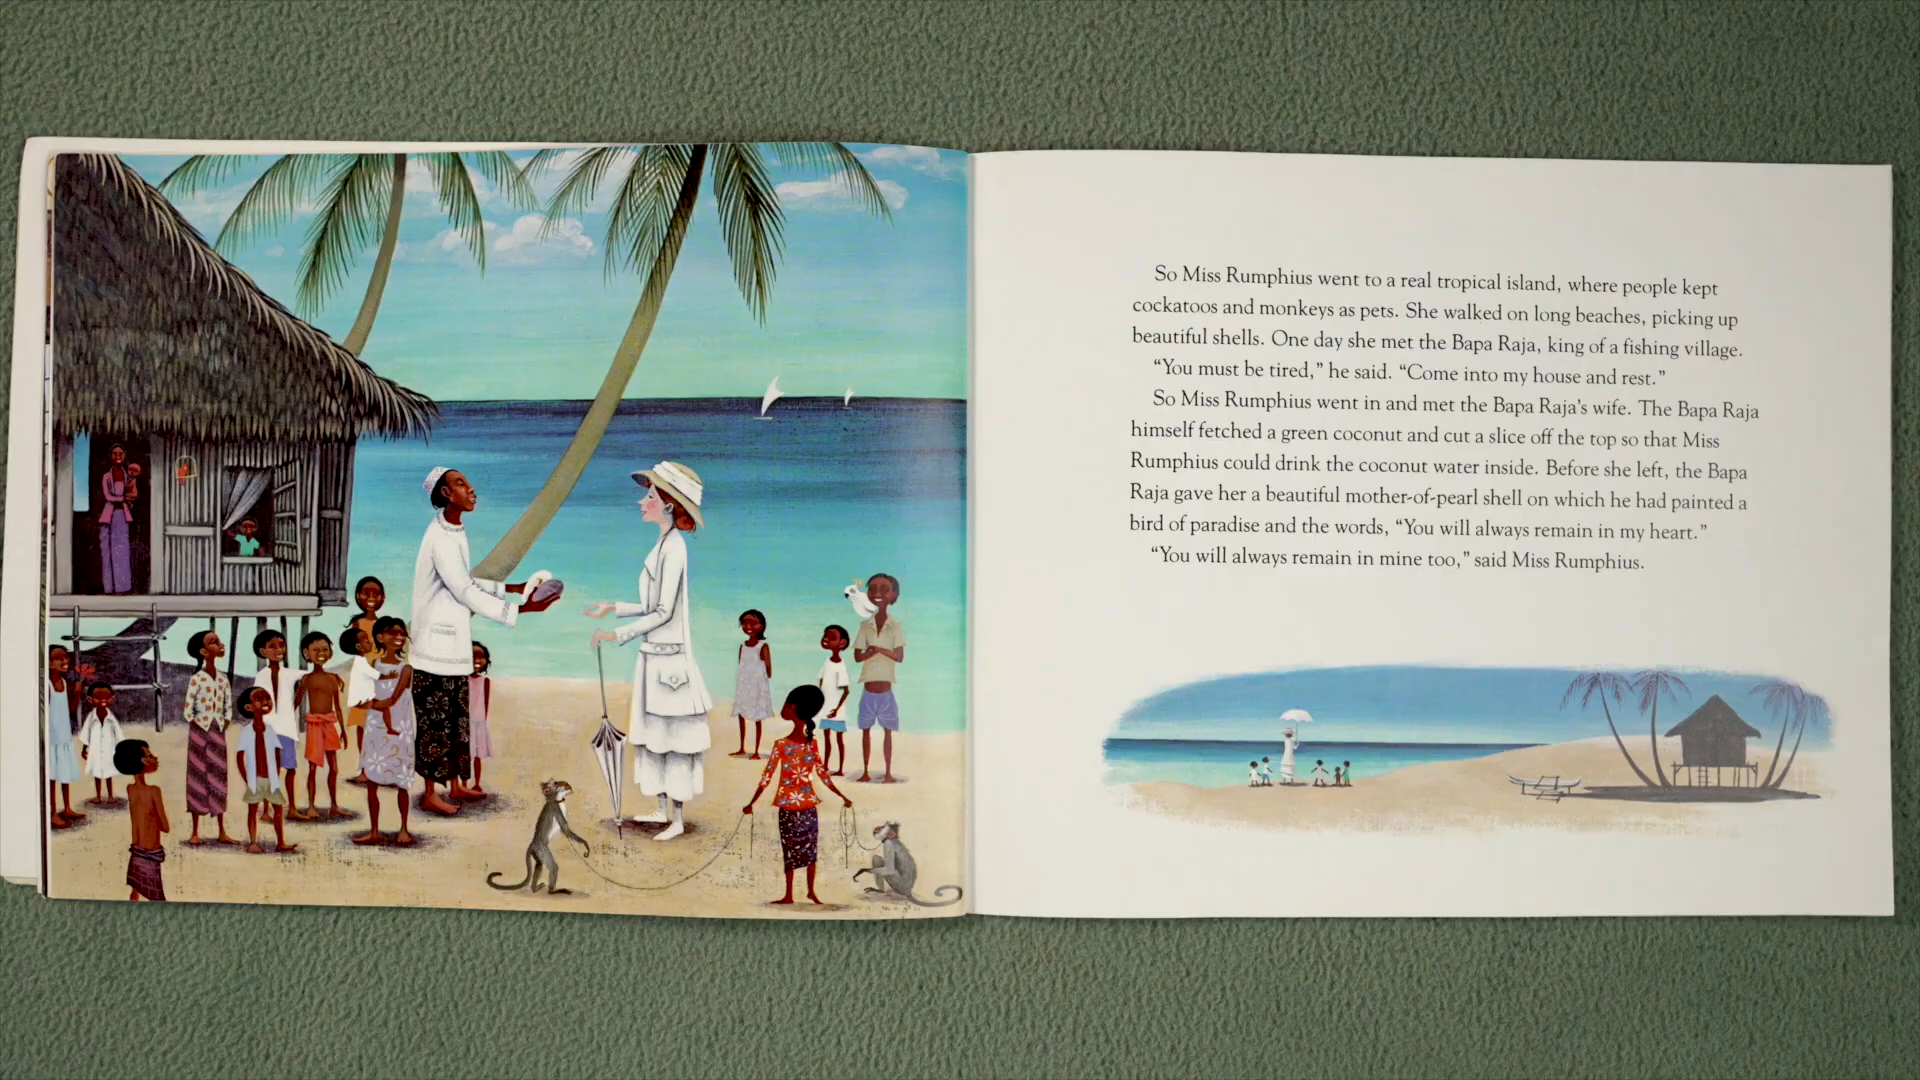 So Miss Rumphius went to a real tropical island, where people kept
cockatoos and monkeys as pets. She walked on long beaches, picking up
beautiful shells. One day she met the Bapa Raja, king of a fishing village.
“You must be tired,” he said. “Come into my house and rest.”
So Miss Rumphius went in and met the Bapa Raja’s wife. The Bapa Raja
himself fetched a green coconut and cut a slice off the top so that Miss
Rumphius could drink the coconut water inside. Before she left, the Bapa
Raja gave her a beautiful mother-of-pearl shell on which he had painted a
bird of paradise and the words, “You will always remain in my heart.”
“You will always remain in mine too,” said Miss Rumphius.